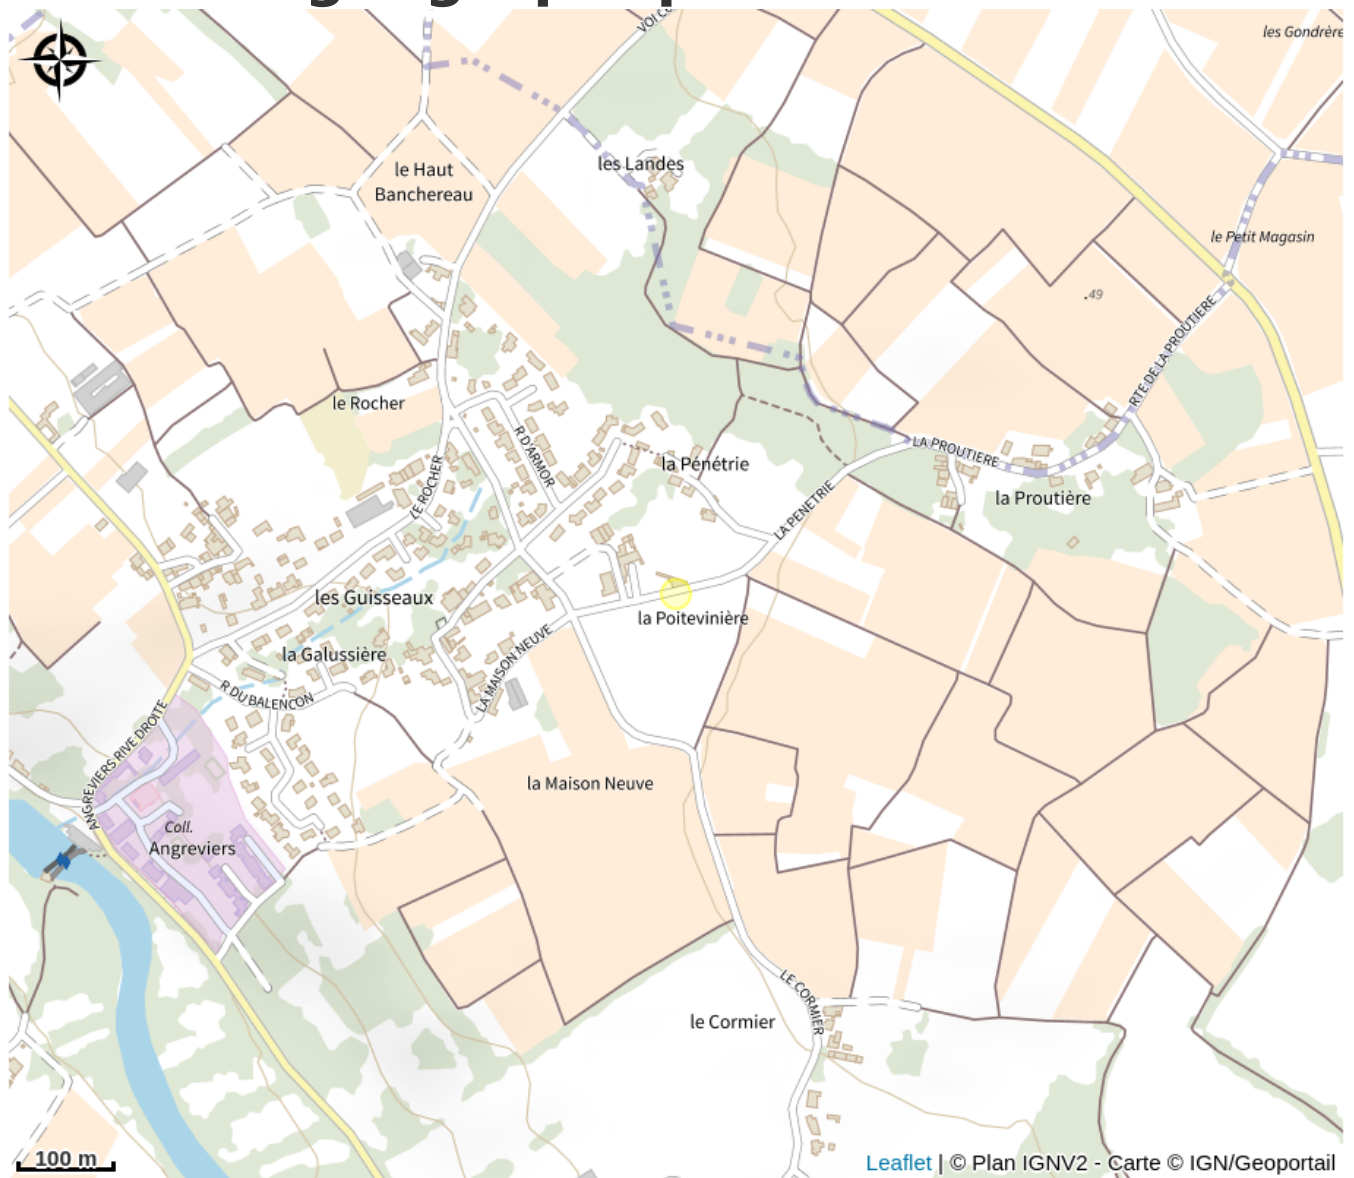 les Gondrère
les Landes
le Haut
Banchereau
le Petit Magasin
.49
RTE DE LA PROUTIERE
le Rocher
R D'ARMOR
LA PROUTIERE
la Pénétrie
LE ROCHER
LA PENETRIE
la Proutière
les Guisseaux
la Poitevinière
la Galussière
LA MAISON NEUVE
R DU BALENCON
ANGREVIERS RIVE DROITE
la Maison Neuve
Coll.
Angreviers
LE CORMIER
le Cormier
100 m
Leaflet | © Plan IGNV2 - Carte © IGN/Geoportail